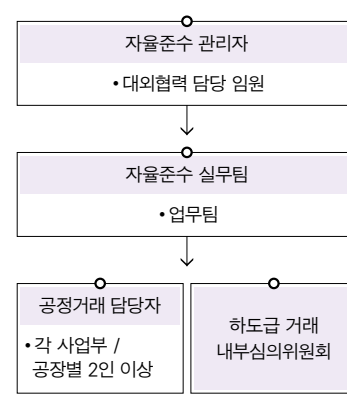 자율준수 관리자
• 대외협력 담당 임원
자율준수 실무팀
• 업무팀
공정거래 담당자
• 각 사업부 /
공장별 2인 이상
하도급 거래
내부심의위원회